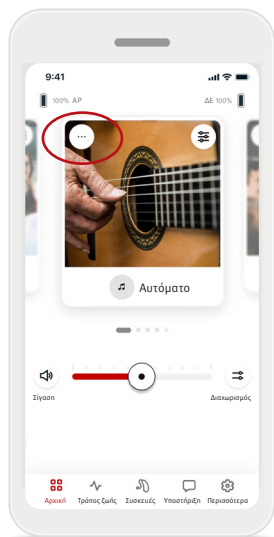 9:41
100% ΑΡ
ΔΕ 100%
Αυτόματο
Σίγαση
Διαχωρισμός
Αρχική
Τρόπος ζωής
Συσκευές
Υποστήριξη
Περισσότερα